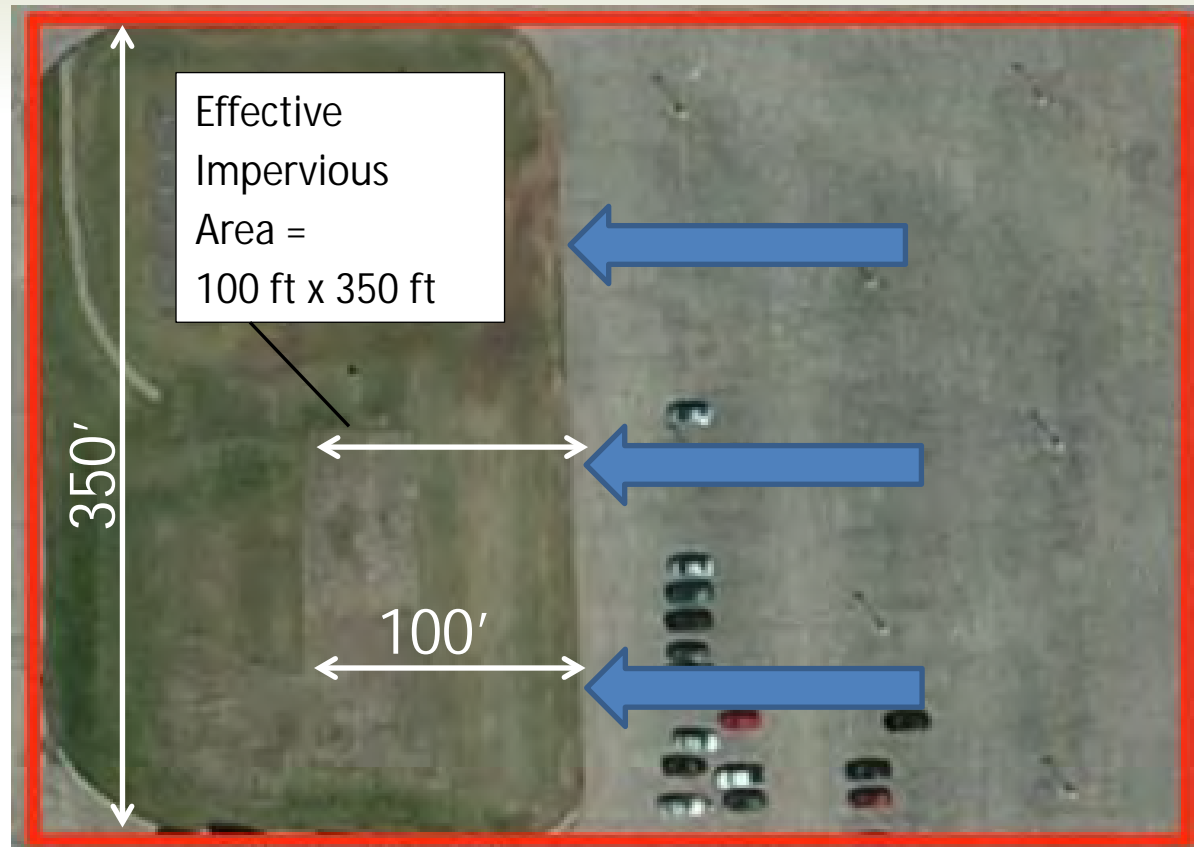 Effective
Impervious
Area =
100 ft x 350 ft
350′
100′